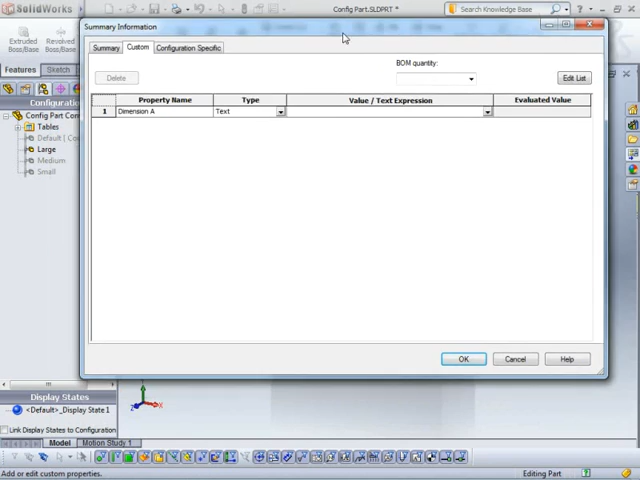 SolidWorks
Config Part.SLDPRT *
Search Knowledge Base
Summary Information
Extruded Boss/Base
Revolved Boss/Base
Summary
Custom
Configuration Specific
BOM quantity:
Delete
Edit List
Features
Sketch
Property Name
Type
Value / Text Expression
Evaluated Value
1
Dimension A
Text
Configuration
Config Part Con
Tables
Default [ Co
Large
Medium
Small
OK
Cancel
Help
Display States
<Default>_Display State 1
Link Display States to Configuration
Model
Motion Study 1
Add or edit custom properties.
Editing Part